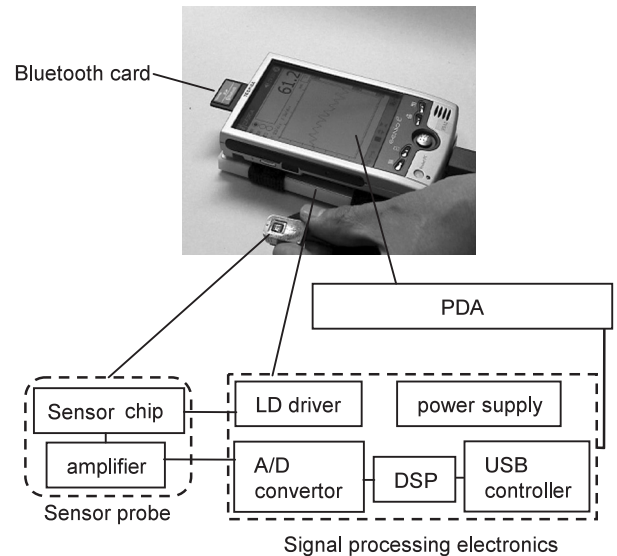 Bluetooth card
61.2
PDA
Sensor chip
LD driver
power supply
amplifier
A/D
convertor
DSP
USB
controller
Sensor probe
Signal processing electronics